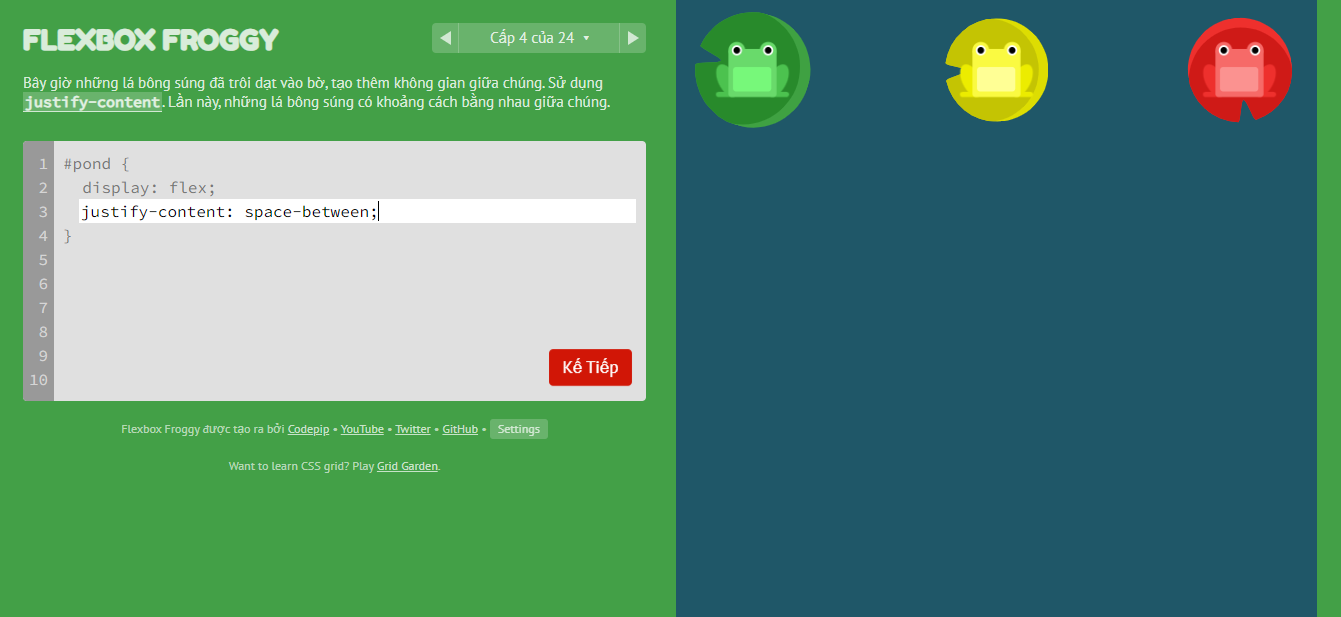 FLEXBOX FROGGY
Cấp 4 của 24
Bây giờ những lá bông súng đã trôi dạt vào bờ, tạo thêm không gian giữa chúng. Sử dụng
justify-content. Lần này, những lá bông súng có khoảng cách bằng nhau giữa chúng.
1 #pond {
2 display: flex;
3 justify-content: space-between;
4 }
5
6
7
8
9
10
Kế Tiếp
Flexbox Froggy được tạo ra bởi Codepip • YouTube • Twitter • GitHub • Settings
Want to learn CSS grid? Play Grid Garden.